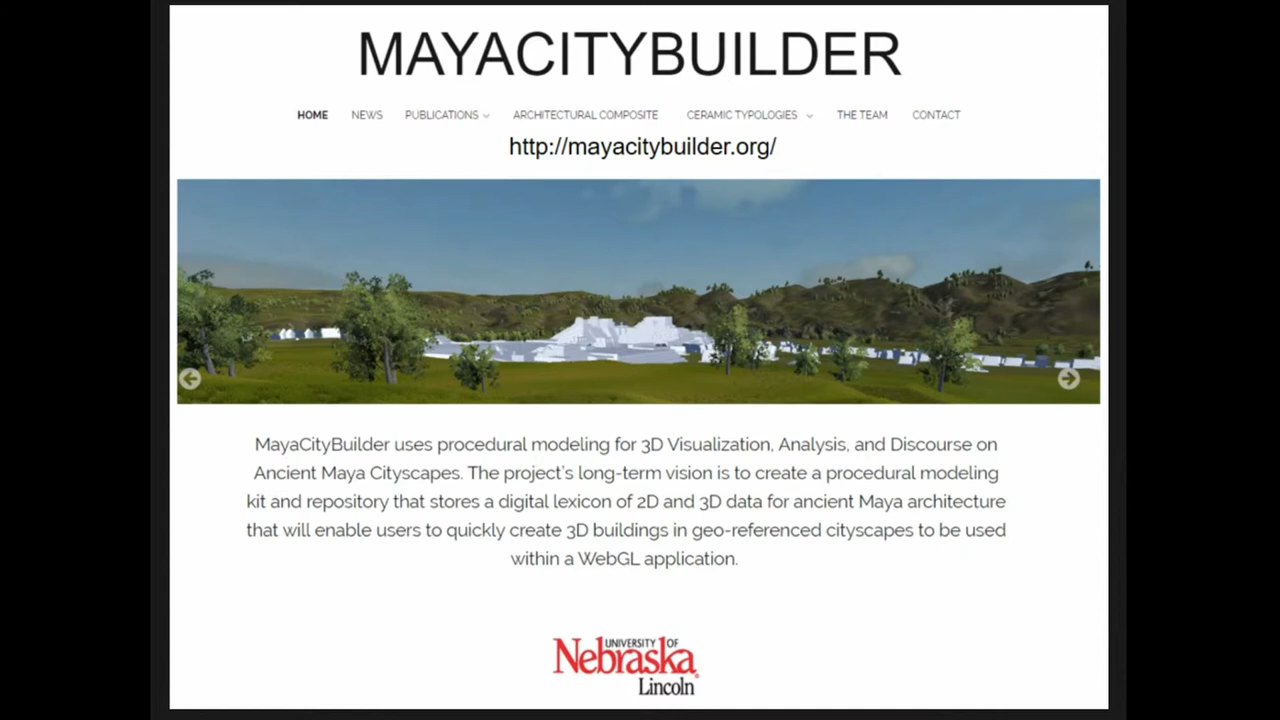 MAYACITYBUILDER
HOME NEWS PUBLICATIONS ARCHITECTURAL COMPOSITE CERAMIC TYPOLOGIES THE TEAM CONTACT
http://mayacitybuilder.org/
MayaCityBuilder uses procedural modeling for 3D Visualization, Analysis, and Discourse on
Ancient Maya Cityscapes. The project's long-term vision is to create a procedural modeling
kit and repository that stores a digital lexicon of 2D and 3D data for ancient Maya architecture
that will enable users to quickly create 3D buildings in geo-referenced cityscapes to be used
within a WebGL application.
UNIVERSITY OF
Nebraska
Lincoln